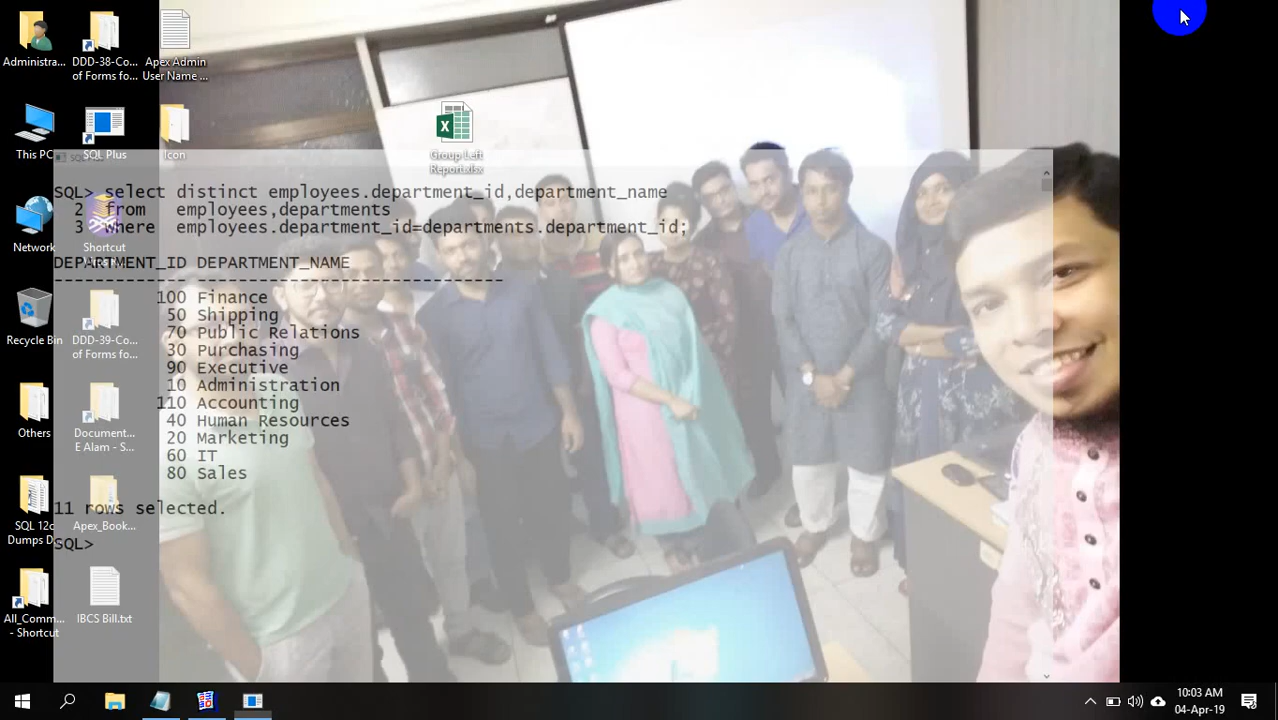 Administra...
DDD-38-Co...
of Forms fo...
Apex Admin
User Name ...
This PC
SQL Plus
Icon
Group Left
Report.xlsx
Network
Shortcut
Recycle Bin
DDD-39-Co...
of Forms fo...
Others
Document...
E Alam - S...
SQL 12c
Dumps D
Apex_Book...
All_Comm...
- Shortcut
IBCS Bill.txt
SQL> select distinct employees.department_id,department_name
2 from employees,departments
3 where employees.department_id=departments.department_id;
DEPARTMENT_ID DEPARTMENT_NAME
------------- ------------------------------
100 Finance
50 Shipping
70 Public Relations
30 Purchasing
90 Executive
10 Administration
110 Accounting
40 Human Resources
20 Marketing
60 IT
80 Sales
11 rows selected.
SQL>
10:03 AM
04-Apr-19